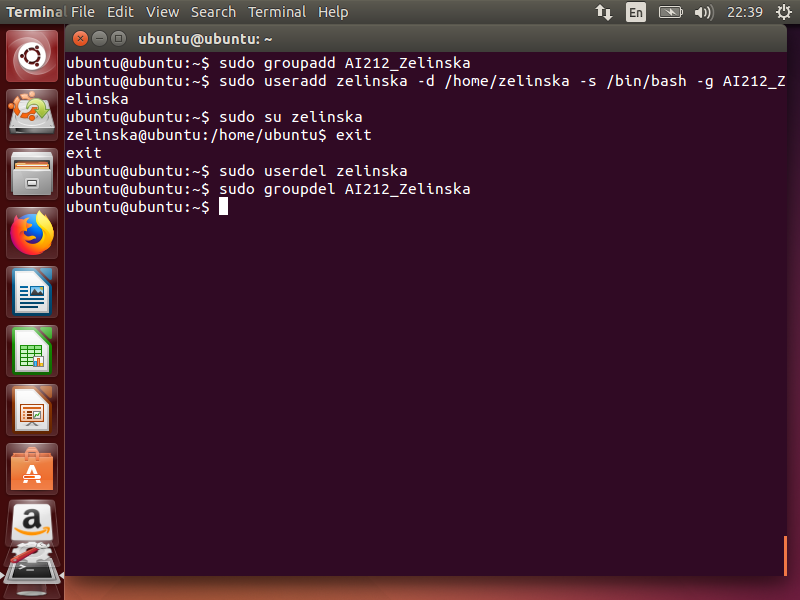 Terminal File Edit View Search Terminal Help En 22:39
ubuntu@ubuntu: ~
ubuntu@ubuntu:~$ sudo groupadd AI212_Zelinska
ubuntu@ubuntu:~$ sudo useradd zelinska -d /home/zelinska -s /bin/bash -g AI212_Z
elinska
ubuntu@ubuntu:~$ sudo su zelinska
zelinska@ubuntu:/home/ubuntu$ exit
exit
ubuntu@ubuntu:~$ sudo userdel zelinska
ubuntu@ubuntu:~$ sudo groupdel AI212_Zelinska
ubuntu@ubuntu:~$
A
a
>_